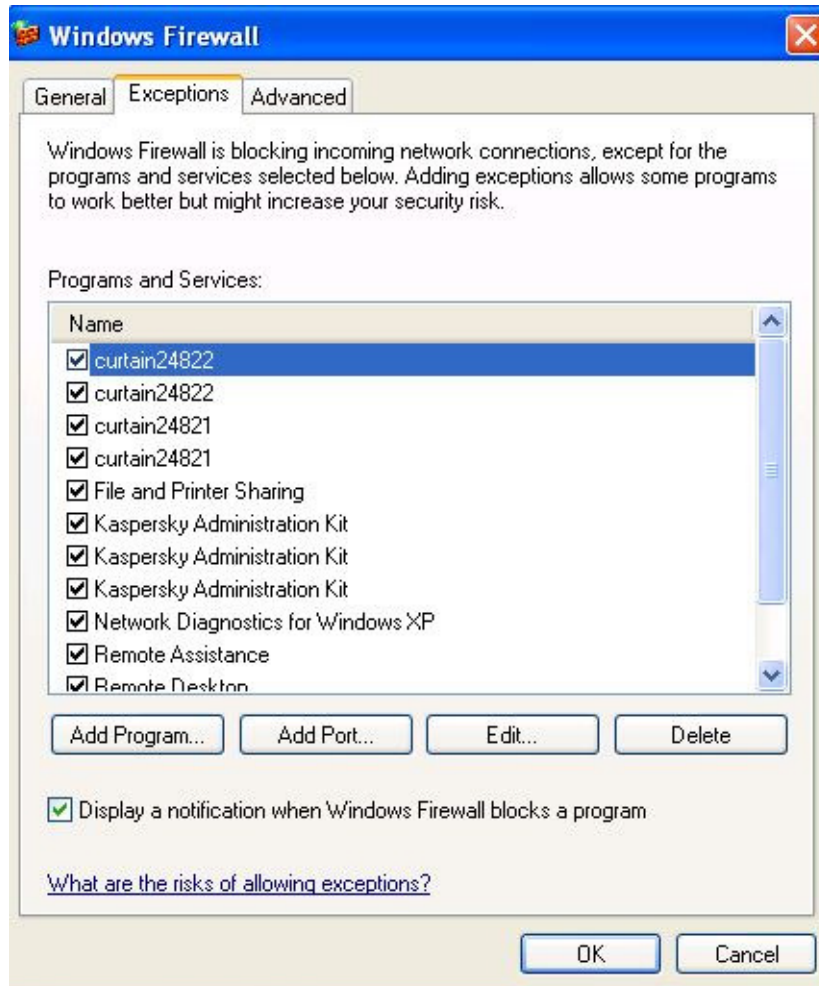 Windows Firewall
General
Exceptions
Advanced
Windows Firewall is blocking incoming network connections, except for the
programs and services selected below. Adding exceptions allows some programs
to work better but might increase your security risk.
Programs and Services:
Name
curtain24822
curtain24822
curtain24821
curtain24821
File and Printer Sharing
Kaspersky Administration Kit
Kaspersky Administration Kit
Kaspersky Administration Kit
Network Diagnostics for Windows XP
Remote Assistance
Remote Desktop
Add Program...
Add Port...
Edit...
Delete
Display a notification when Windows Firewall blocks a program
What are the risks of allowing exceptions?
OK
Cancel